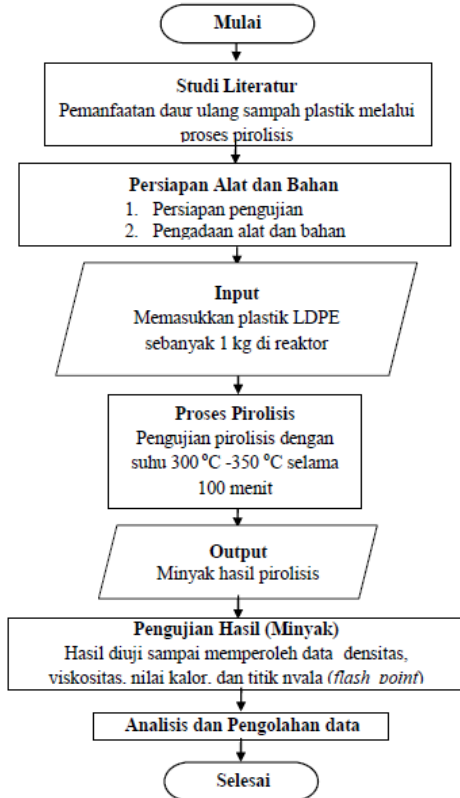 Mulai
Studi Literatur
Pemanfaatan daur ulang sampah plastik melalui
proses pirolisis
Persiapan Alat dan Bahan
1. Persiapan pengujian
2. Pengadaan alat dan bahan
Input
Memasukkan plastik LDPE
sebanyak 1 kg di reaktor
Proses Pirolisis
Pengujian pirolisis dengan
suhu 300 ⁰C -350 ⁰C selama
100 menit
Output
Minyak hasil pirolisis
Pengujian Hasil (Minyak)
Hasil diuji sampai memperoleh data densitas,
viskositas, nilai kalor, dan titik nyala (flash point)
Analisis dan Pengolahan data
Selesai